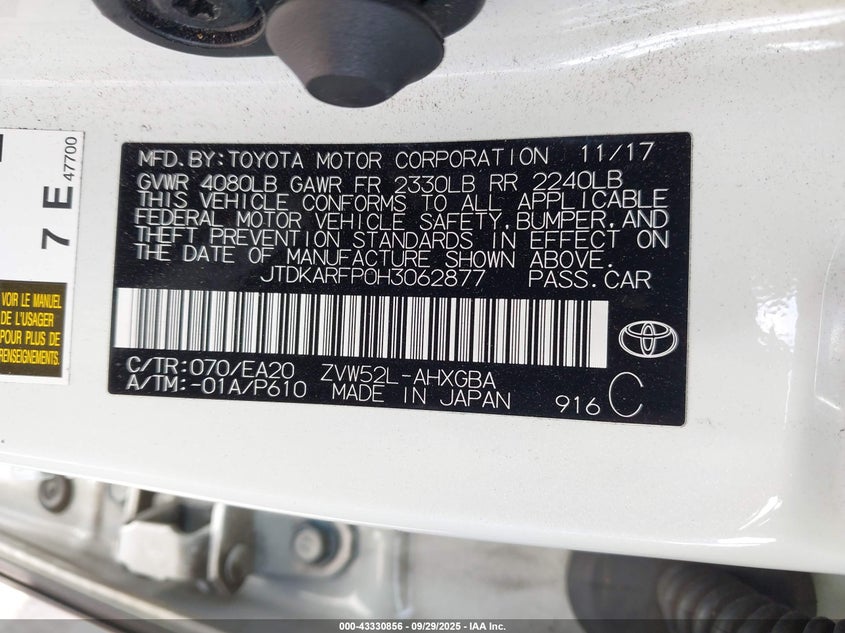 MFD. BY: TOYOTA MOTOR CORPORATION 11/17
GVWR 4080LB GAWR FR 2330LB RR 2240LB
THIS VEHICLE CONFORMS TO ALL APPLICABLE
FEDERAL MOTOR VEHICLE SAFETY, BUMPER, AND
THEFT PREVENTION STANDARDS IN EFFECT ON
THE DATE OF MANUFACTURE SHOWN ABOVE.
JTDKARFP0H3062877 PASS.CAR
C/TR:070/EA20 ZVW52L-AHXGBA
A/TM:-01A/P610 MADE IN JAPAN 916 C
7 E 47700
VOIR LE MANUEL
DE L'USAGER
POUR PLUS DE
RENSEIGNEMENTS
000-43330856 - 09/29/2025 - IAA Inc.